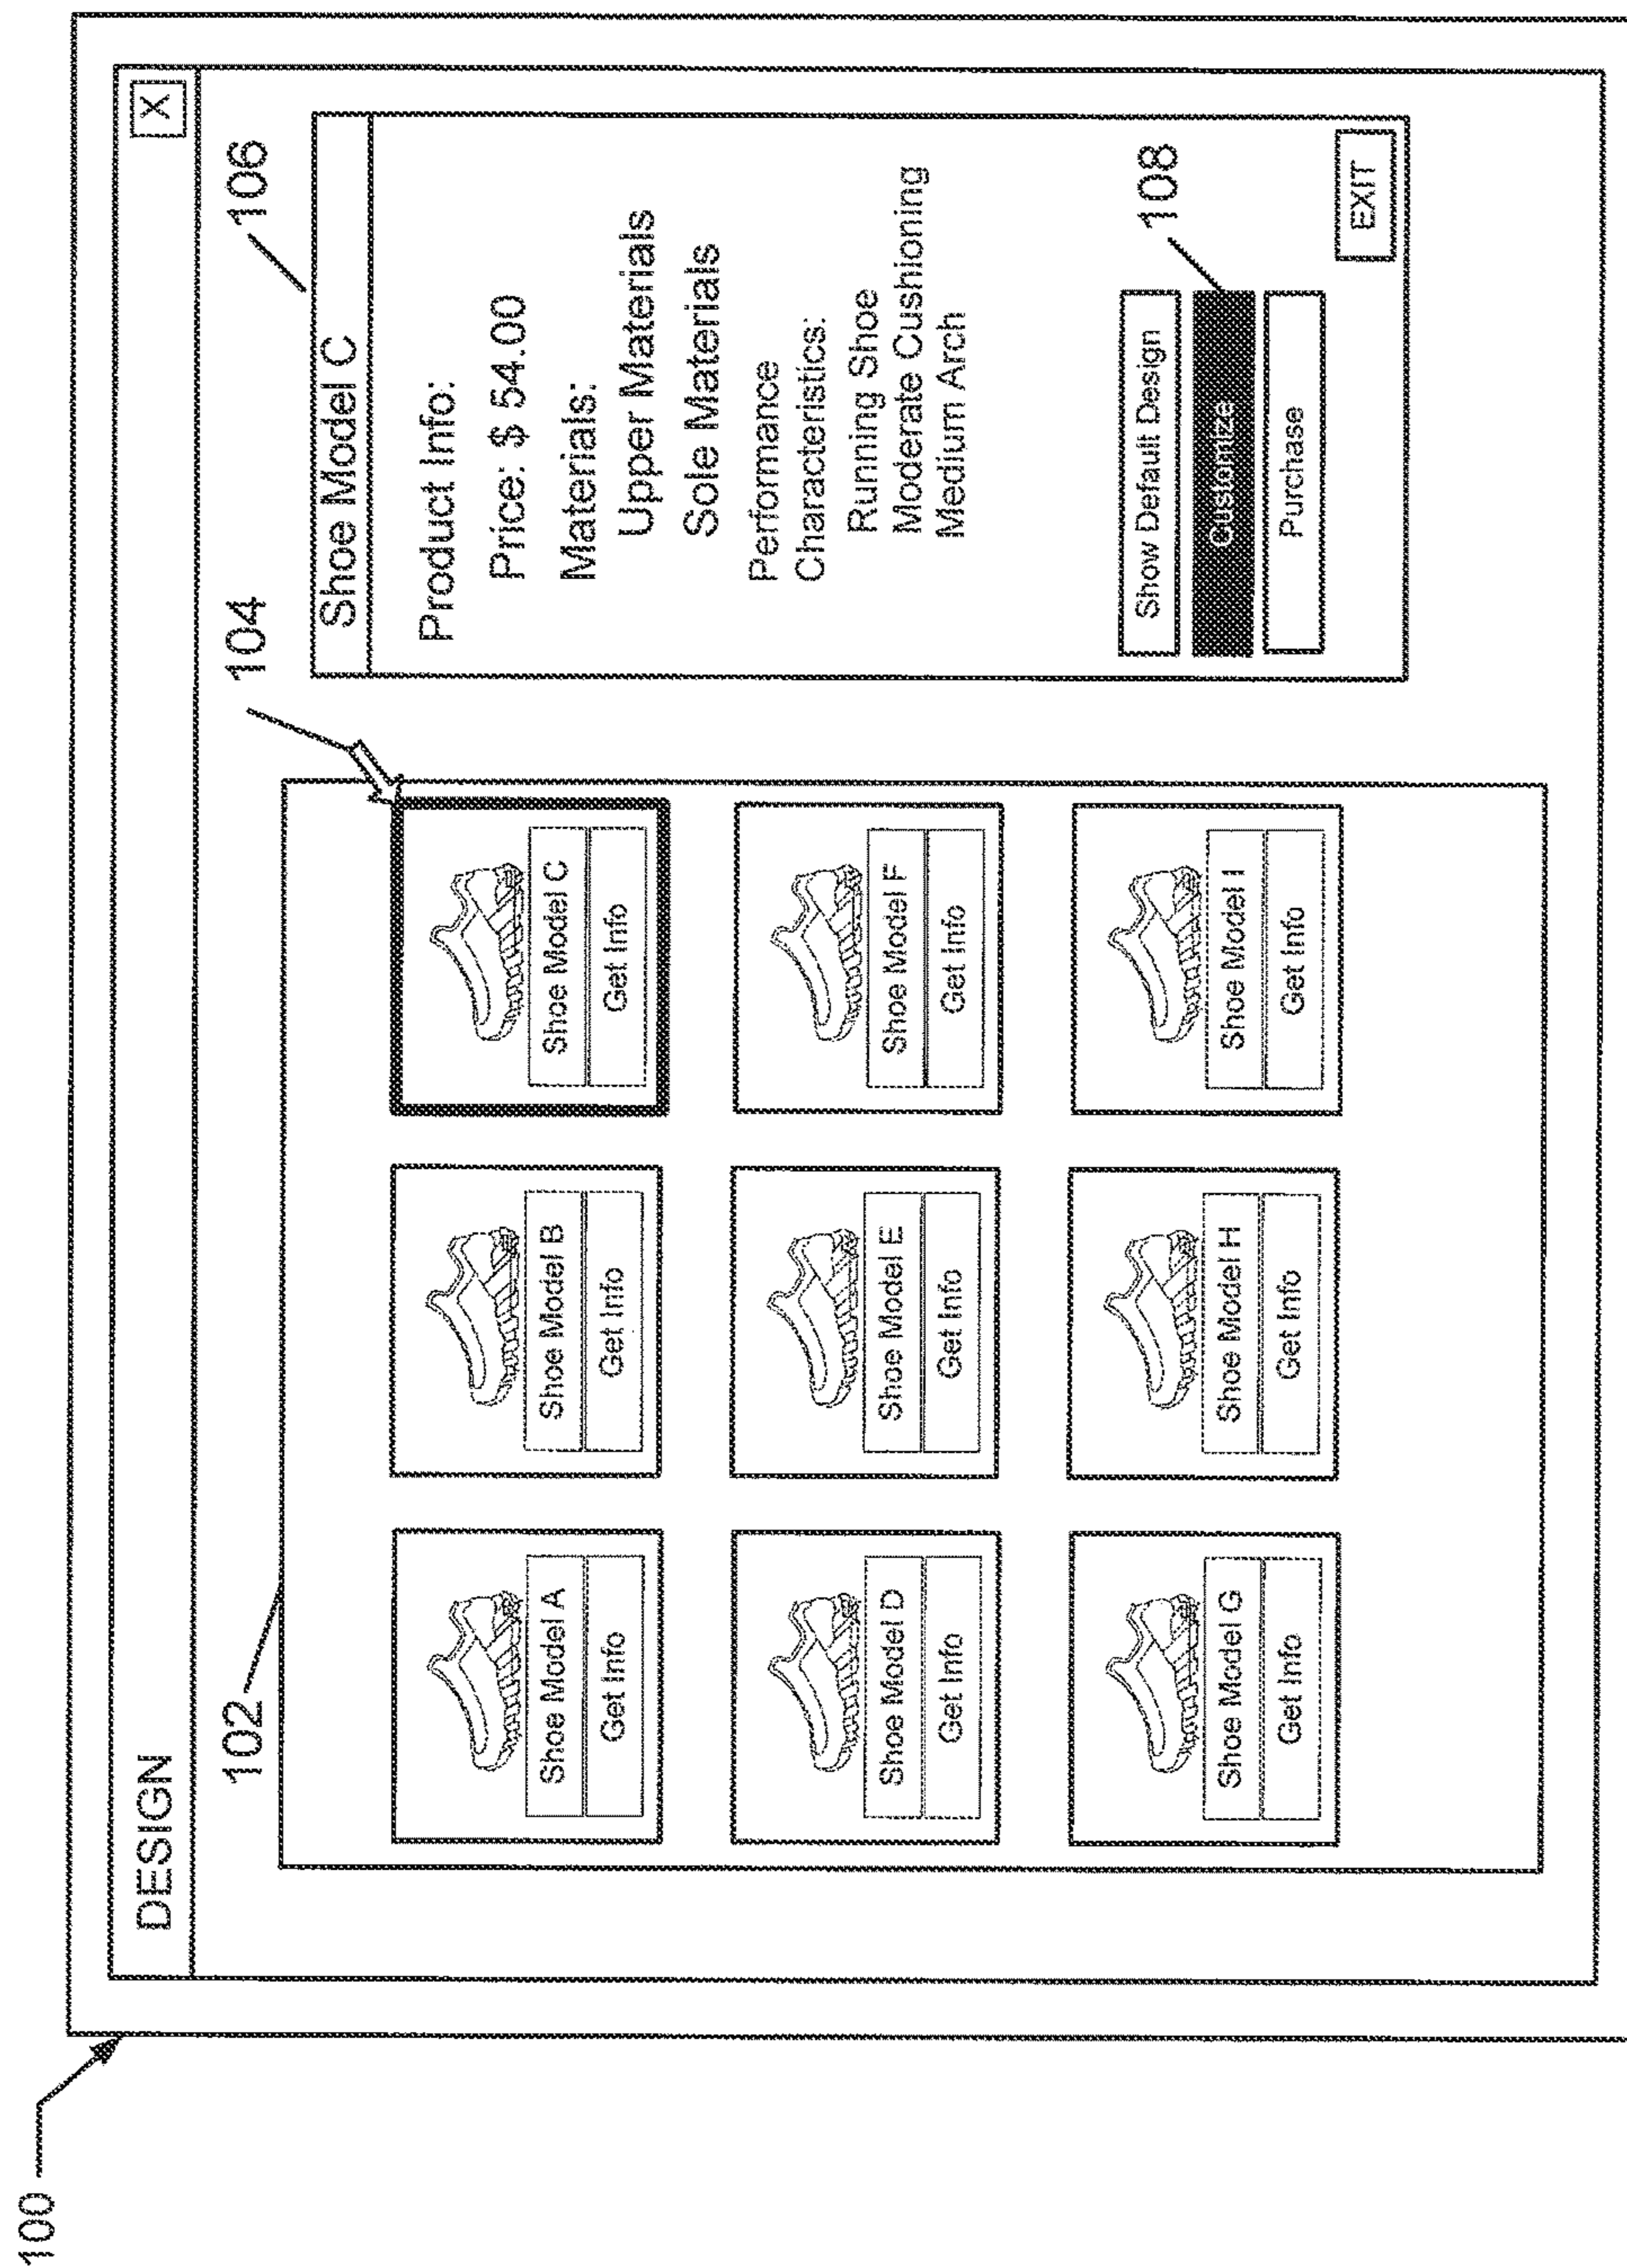 100
DESIGN
X
102
104
106
Shoe Model A
Get Info
Shoe Model B
Get Info
Shoe Model C
Get Info
Shoe Model D
Get Info
Shoe Model E
Get Info
Shoe Model F
Get Info
Shoe Model G
Get Info
Shoe Model H
Get Info
Shoe Model I
Get Info
Shoe Model C
Product Info:
Price: $ 54.00
Materials:
Upper Materials
Sole Materials
Performance
Characteristics:
Running Shoe
Moderate Cushioning
Medium Arch
108
Show Default Design
Customize
Purchase
EXIT